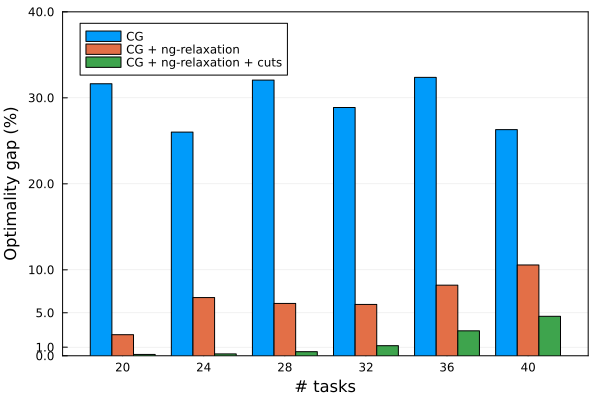 40.0
CG
CG + ng-relaxation
CG + ng-relaxation + cuts
30.0
Optimality gap (%)
20.0
10.0
5.0
1.0
0.0
20 24 28 32 36 40
# tasks